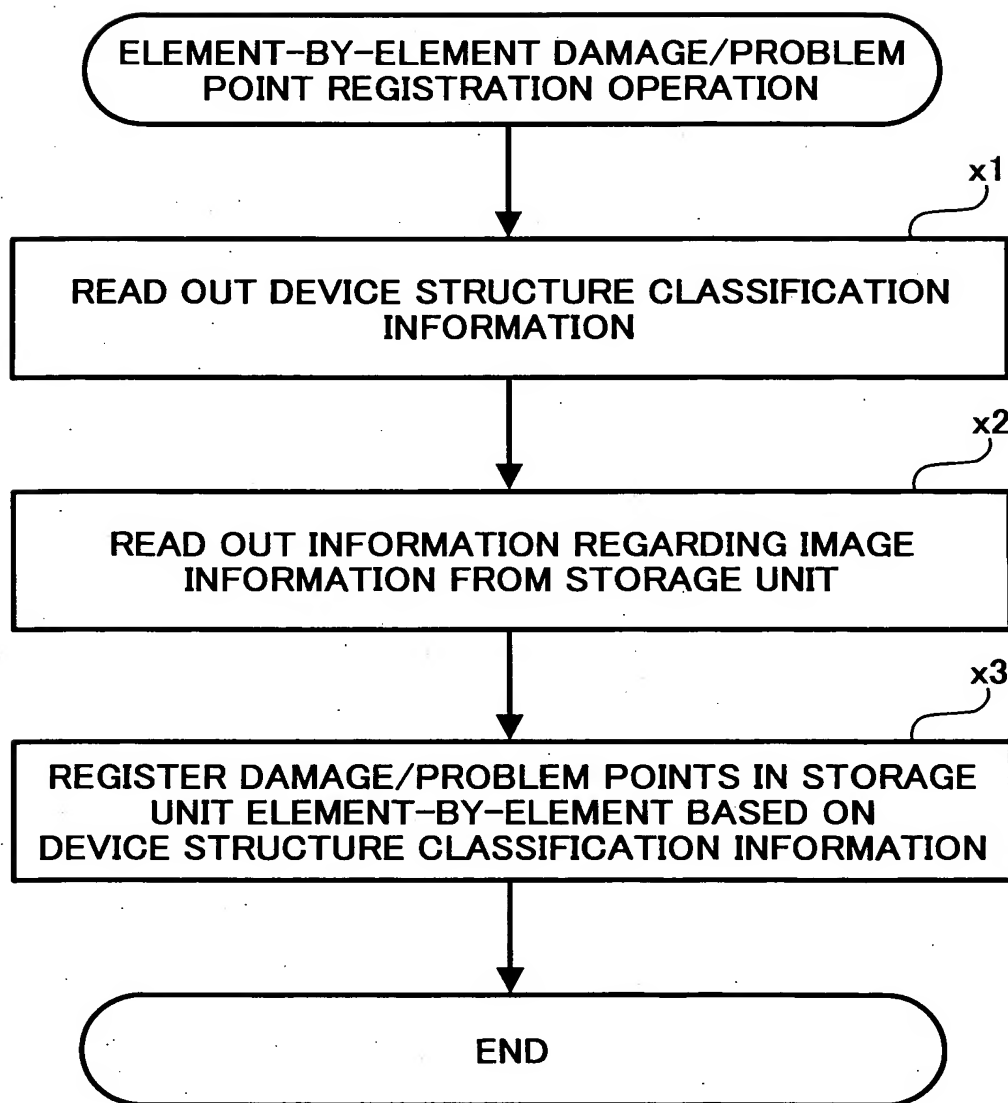 ELEMENT-BY-ELEMENT DAMAGE/PROBLEM
POINT REGISTRATION OPERATION
x1
READ OUT DEVICE STRUCTURE CLASSIFICATION
INFORMATION
x2
READ OUT INFORMATION REGARDING IMAGE
INFORMATION FROM STORAGE UNIT
x3
REGISTER DAMAGE/PROBLEM POINTS IN STORAGE
UNIT ELEMENT-BY-ELEMENT BASED ON
DEVICE STRUCTURE CLASSIFICATION INFORMATION
END